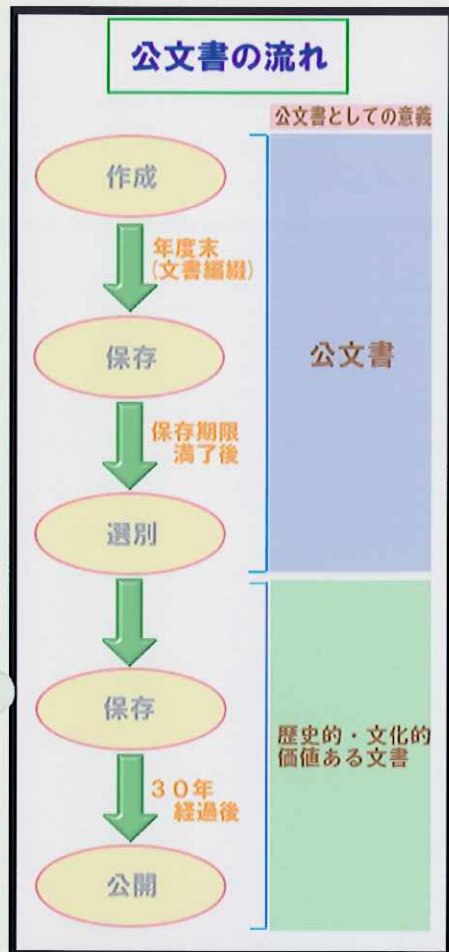 公文書の流れ
公文書としての意義
作成
年度末
(文書編綴)
保存
公文書
保存期限
満了後
選別
保存
歴史的・文化的
価値ある文書
30年
経過後
公開